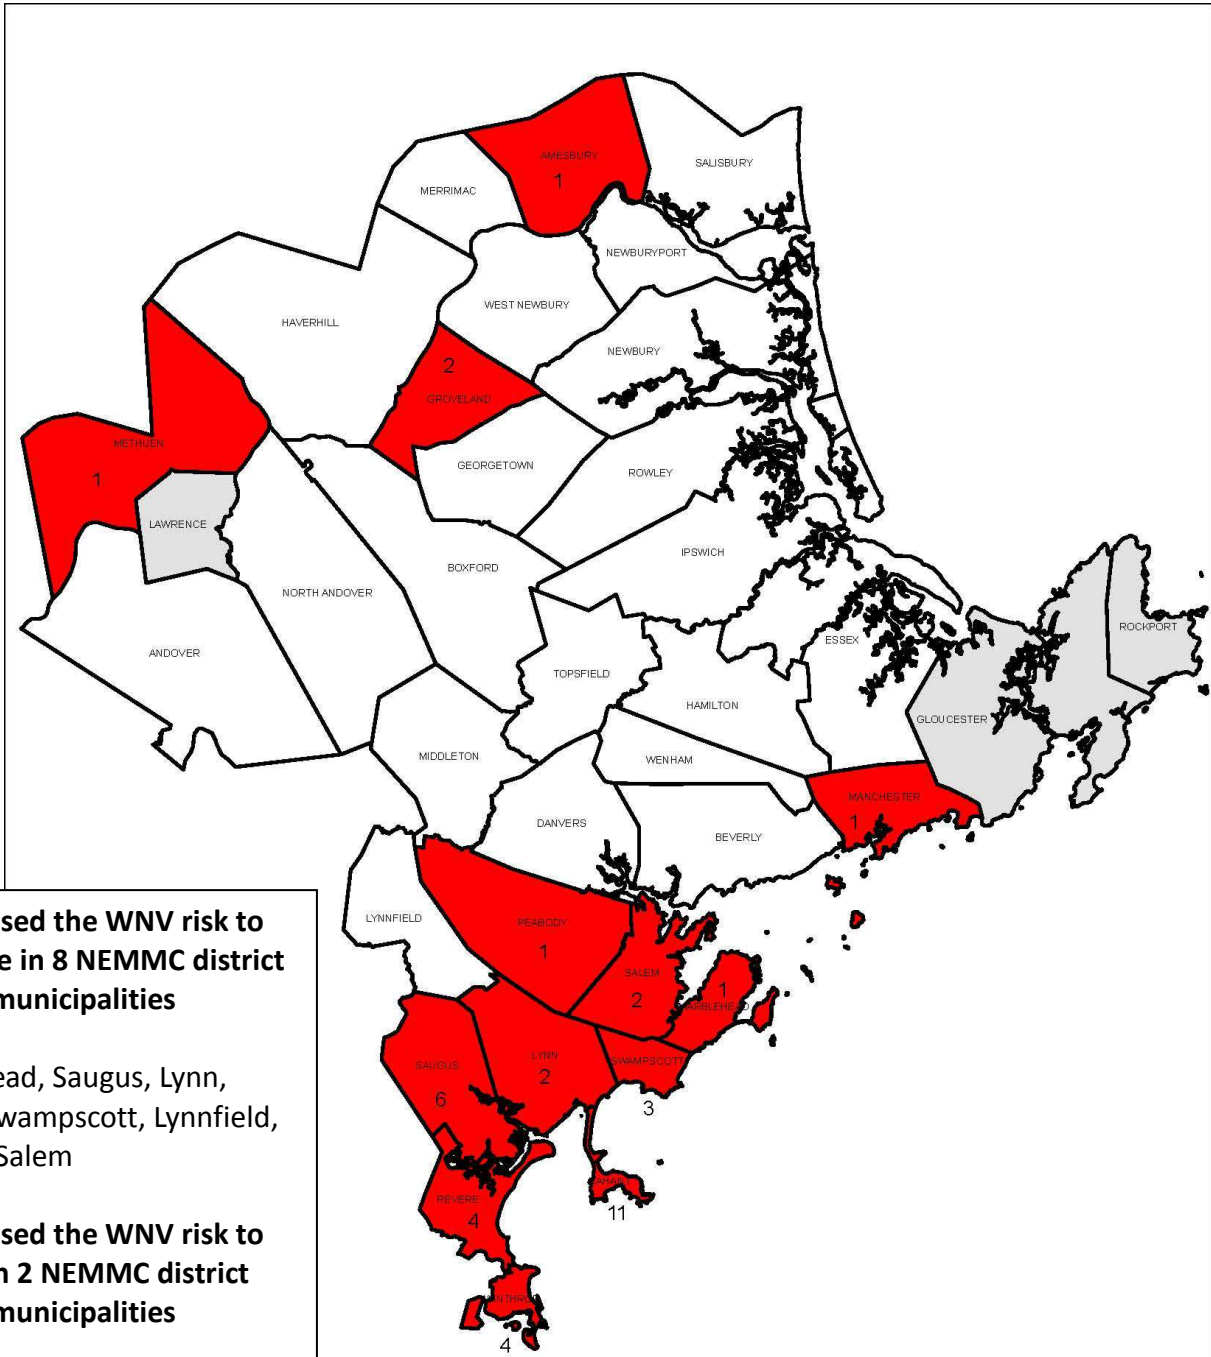 AMESBURY
1
SALISBURY
MERRIMAC
NEWBURYPORT
WEST NEWBURY
HAVERHILL
NEWBURY
2
GROVELAND
METHUEN
1
GEORGETOWN
ROWLEY
LAWRENCE
IPSWICH
BOXFORD
NORTH ANDOVER
ROCKPORT
ESSEX
ANDOVER
TOPSFIELD
HAMILTON
GLOUCESTER
MIDDLETON
WENHAM
MANCHESTER
1
DANVERS
BEVERLY
LYNNFIELD
PEABODY
1
SALEM
2
1
ARBLEHEAD
LYNN
2
SWAMPSCOTT
3
SAUGUS
6
AHANT
11
REVERE
4
INTHRO
4
sed the WNV risk to
e in 8 NEMMC district
municipalities
ead, Saugus, Lynn,
wampscott, Lynnfield,
Salem
sed the WNV risk to
n 2 NEMMC district
municipalities